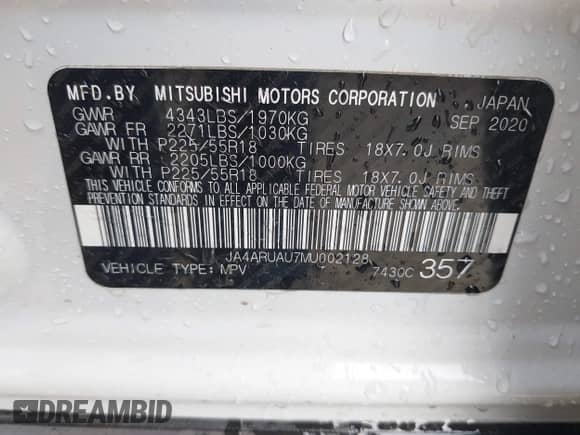 MFD.BY MITSUBISHI MOTORS CORPORATION JAPAN
GVWR 4343LBS/1970KG SEP 2020
GAWR FR 2271LBS/1030KG
WITH P225/55R18 TIRES 18X7.0J RIMS
GAWR RR 2205LBS/1000KG
WITH P225/55R18 TIRES 18X7.0J RIMS
THIS VEHICLE CONFORMS TO ALL APPLICABLE FEDERAL MOTOR VEHICLE SAFETY AND THEFT
PREVENTION STANDARDS IN EFFECT ON THE DATE OF MANUFACTURE SHOWN ABOVE.
JA4ARUAU7MU002128
VEHICLE TYPE: MPV 7430C 357
DREAMBID